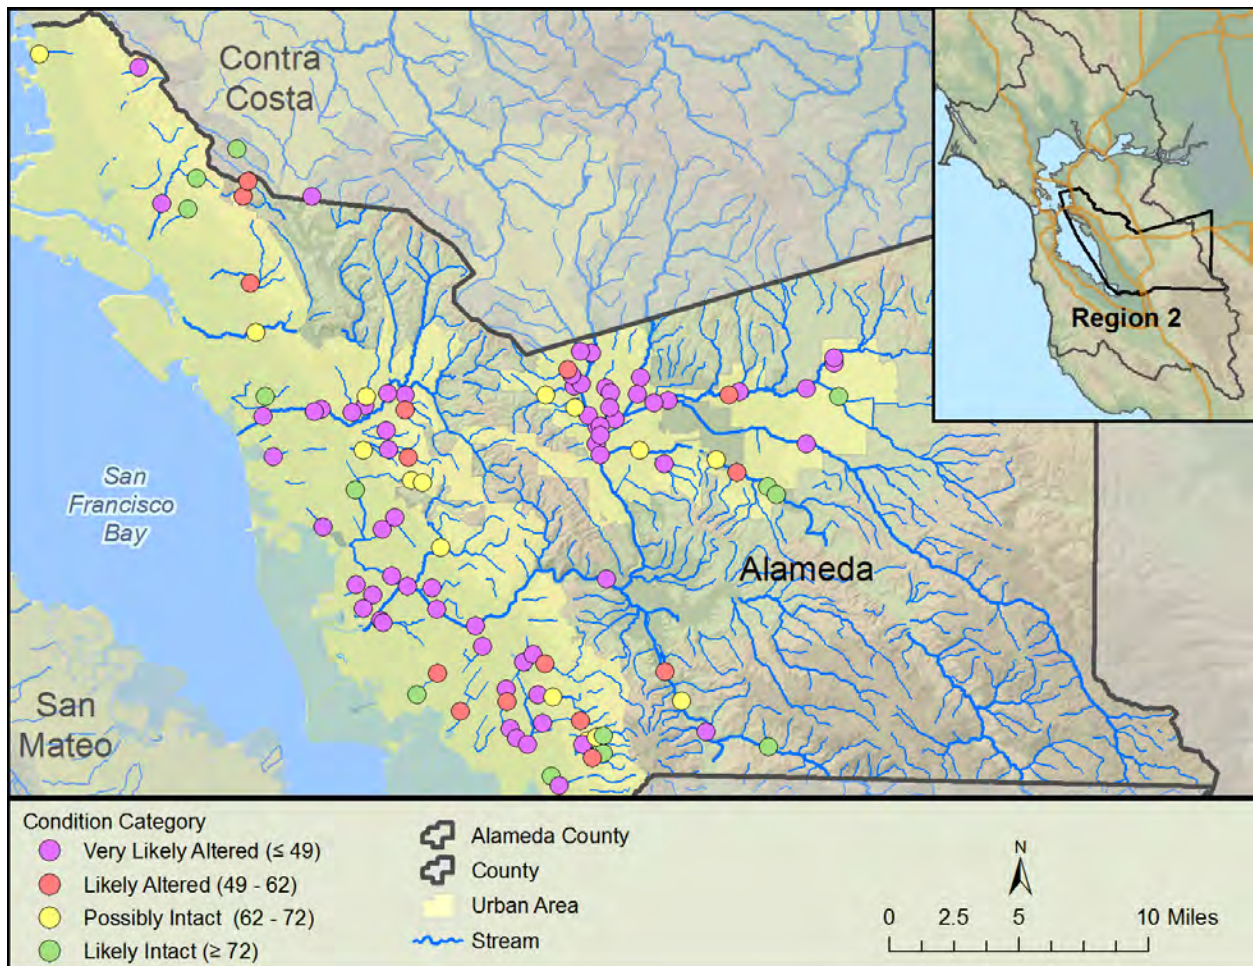 Contra
Costa
Region 2
San
Francisco
Bay
Alameda
San
Mateo
Condition Category
Very Likely Altered (≤ 49)
Likely Altered (49 - 62)
Possibly Intact (62 - 72)
Likely Intact (≥ 72)
Alameda County
County
Urban Area
Stream
N
0 2.5 5 10 Miles